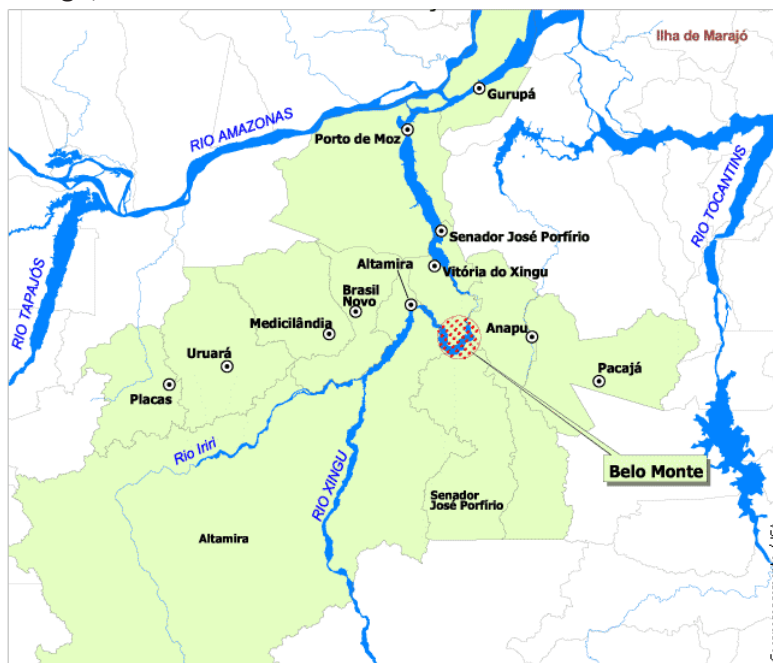 Ilha de Marajó
Gurupá
RIO AMAZONAS
Porto de Moz
RIO TOCANTINS
Senador José Porfírio
Altamira
Vitória do Xingu
RIO TAPAJÓS
Brasil
Novo
Medicilândia
Anapu
Uruará
Pacajá
Placas
Rio Iriri
RIO XINGU
Belo Monte
Senador
José Porfírio
Altamira